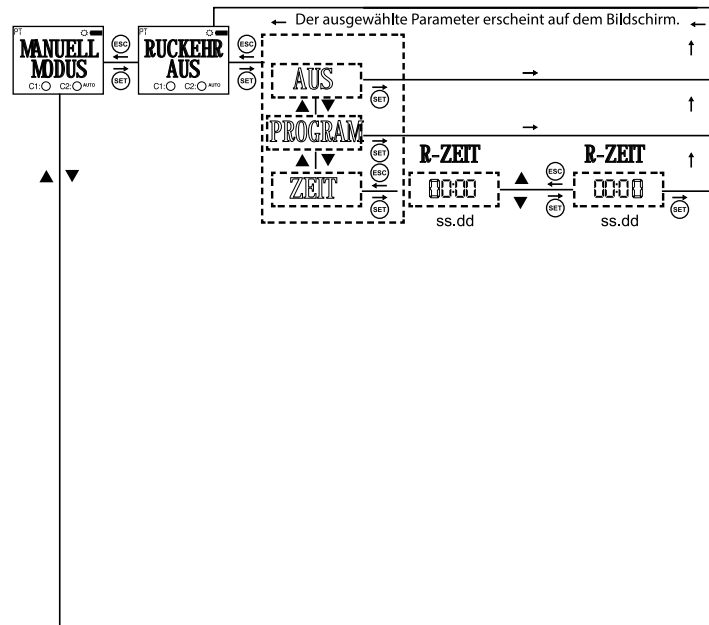 ← Der ausgewählte Parameter erscheint auf dem Bildschirm. ←
PT
MANUELL
MODUS
C1: C2: AUTO
ESC
SET
PT
RUCKEHR
AUS
C1: C2: AUTO
ESC
SET
AUS
SET
PROGRAM
SET
ESC
ZEIT
SET
R-ZEIT
00:00
ss.dd
ESC
SET
R-ZEIT
00:00
ss.dd
SET